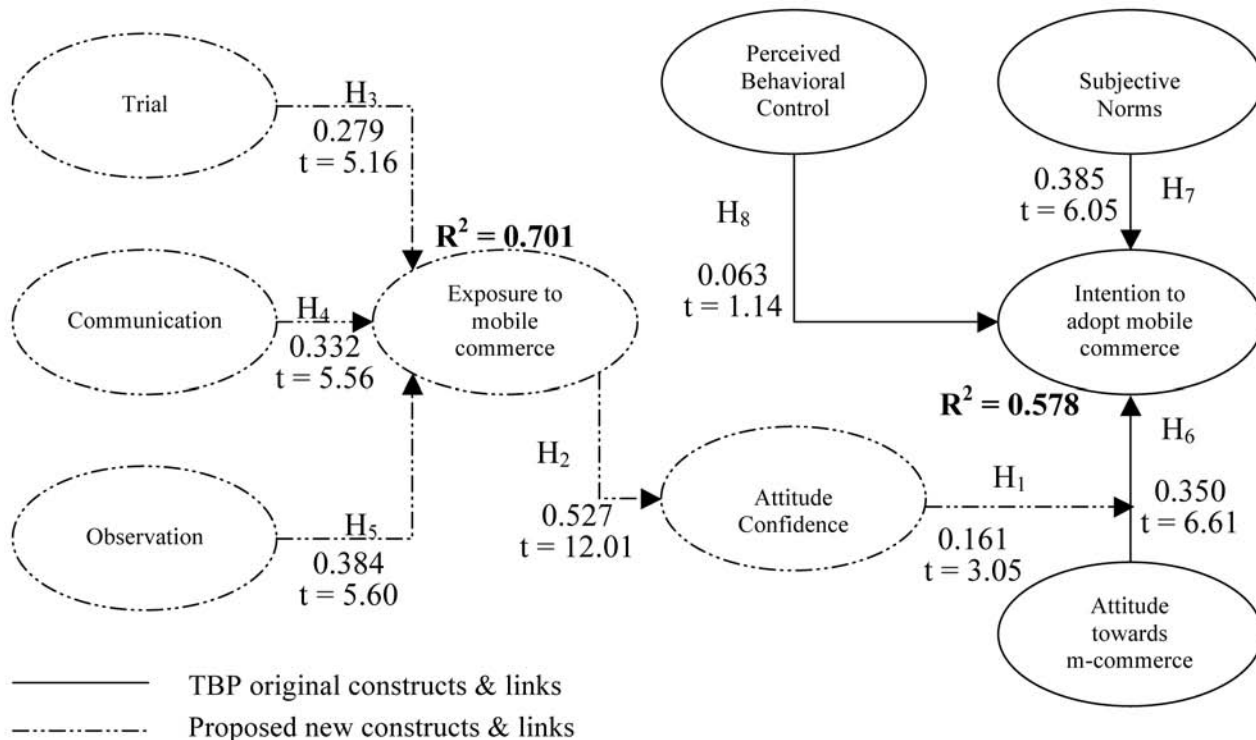 Trial
H₃
0.279
t = 5.16
Communication
H₄
0.332
t = 5.56
Observation
H₅
0.384
t = 5.60
R² = 0.701
Exposure to
mobile
commerce
H₂
0.527
t = 12.01
Attitude
Confidence
H₁
0.161
t = 3.05
Perceived
Behavioral
Control
H₈
0.063
t = 1.14
Subjective
Norms
0.385
t = 6.05
H₇
Intention to
adopt mobile
commerce
R² = 0.578
H₆
0.350
t = 6.61
Attitude
towards
m-commerce
TBP original constructs & links
Proposed new constructs & links